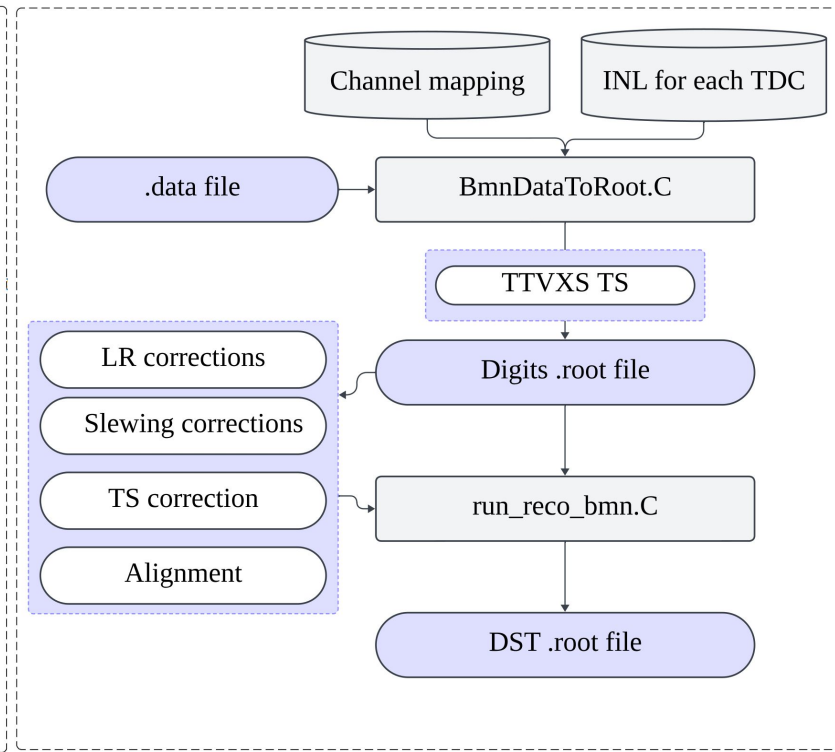 Channel mapping
INL for each TDC
.data file
BmnDataToRoot.C
TTVXS TS
LR corrections
Digits .root file
Slewing corrections
TS correction
run_reco_bmn.C
Alignment
DST .root file